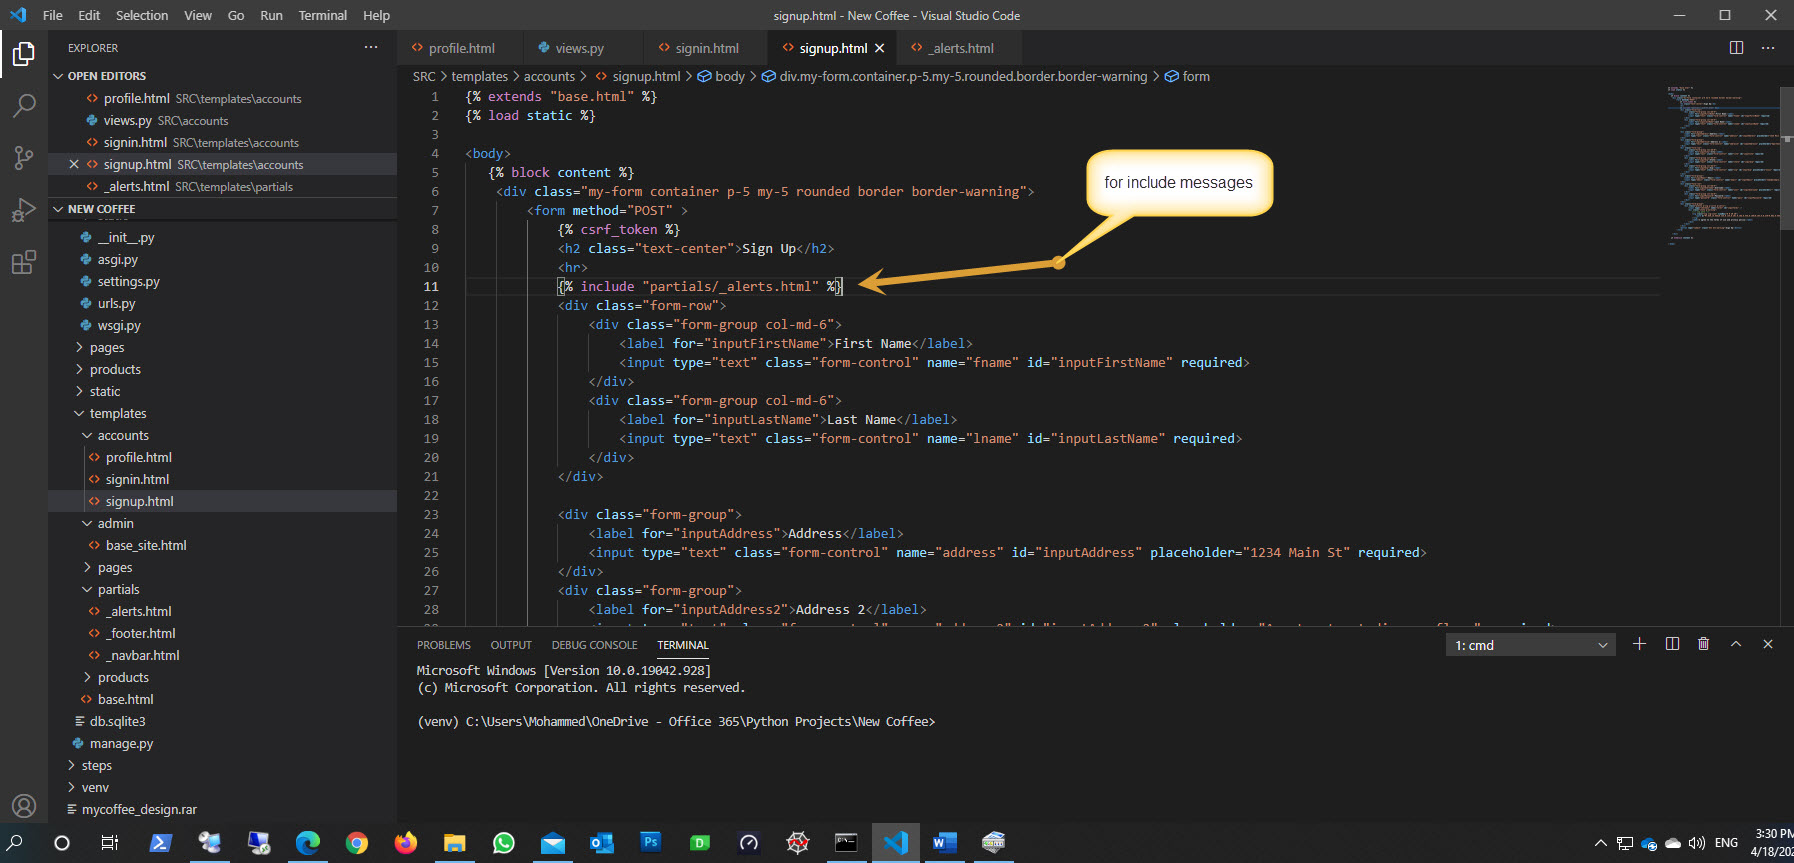 File Edit Selection View Go Run Terminal Help
signup.html - New Coffee - Visual Studio Code
EXPLORER
OPEN EDITORS
profile.html SRC\templates\accounts
views.py SRC\accounts
signin.html SRC\templates\accounts
signup.html SRC\templates\accounts
_alerts.html SRC\templates\partials
NEW COFFEE
__init__.py
asgi.py
settings.py
urls.py
wsgi.py
pages
products
static
templates
accounts
profile.html
signin.html
signup.html
admin
base_site.html
pages
partials
_alerts.html
_footer.html
_navbar.html
products
base.html
db.sqlite3
manage.py
steps
venv
mycoffee_design.rar
profile.html views.py signin.html signup.html _alerts.html
SRC > templates > accounts > signup.html > body > div.my-form.container.p-5.my-5.rounded.border.border-warning > form
1 {% extends "base.html" %}
2 {% load static %}
3
4 <body>
5 {% block content %}
6 <div class="my-form container p-5 my-5 rounded border border-warning">
7 <form method="POST" >
8 {% csrf_token %}
9 <h2 class="text-center">Sign Up</h2>
10 <hr>
11 {% include "partials/_alerts.html" %}
12 <div class="form-row">
13 <div class="form-group col-md-6">
14 <label for="inputFirstName">First Name</label>
15 <input type="text" class="form-control" name="fname" id="inputFirstName" required>
16 </div>
17 <div class="form-group col-md-6">
18 <label for="inputLastName">Last Name</label>
19 <input type="text" class="form-control" name="lname" id="inputLastName" required>
20 </div>
21 </div>
22
23 <div class="form-group">
24 <label for="inputAddress">Address</label>
25 <input type="text" class="form-control" name="address" id="inputAddress" placeholder="1234 Main St" required>
26 </div>
27 <div class="form-group">
28 <label for="inputAddress2">Address 2</label>
for include messages
PROBLEMS OUTPUT DEBUG CONSOLE TERMINAL
1: cmd
Microsoft Windows [Version 10.0.19042.928]
(c) Microsoft Corporation. All rights reserved.
(venv) C:\Users\Mohammed\OneDrive - Office 365\Python Projects\New Coffee>
ENG
3:30 PM